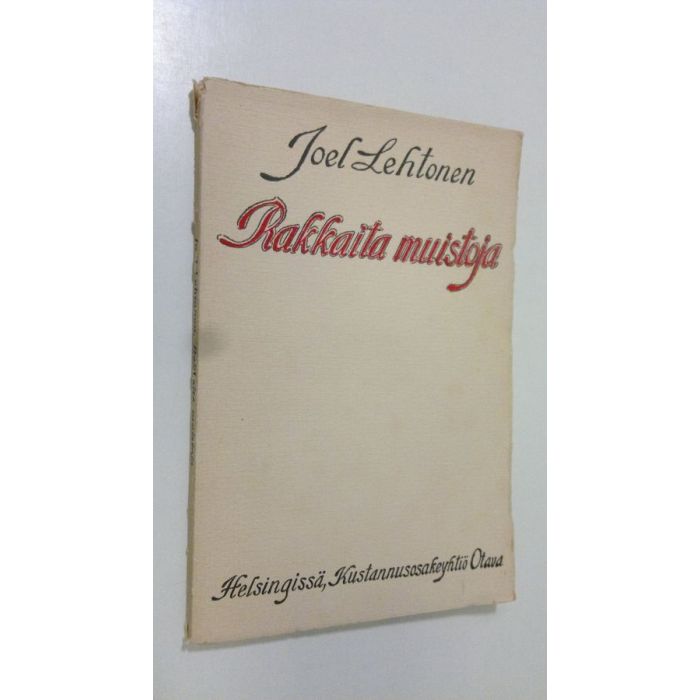 Joel Lehtonen
Rakkaita muistoja
Helsingissä, Kustannusosakeyhtiö Otava